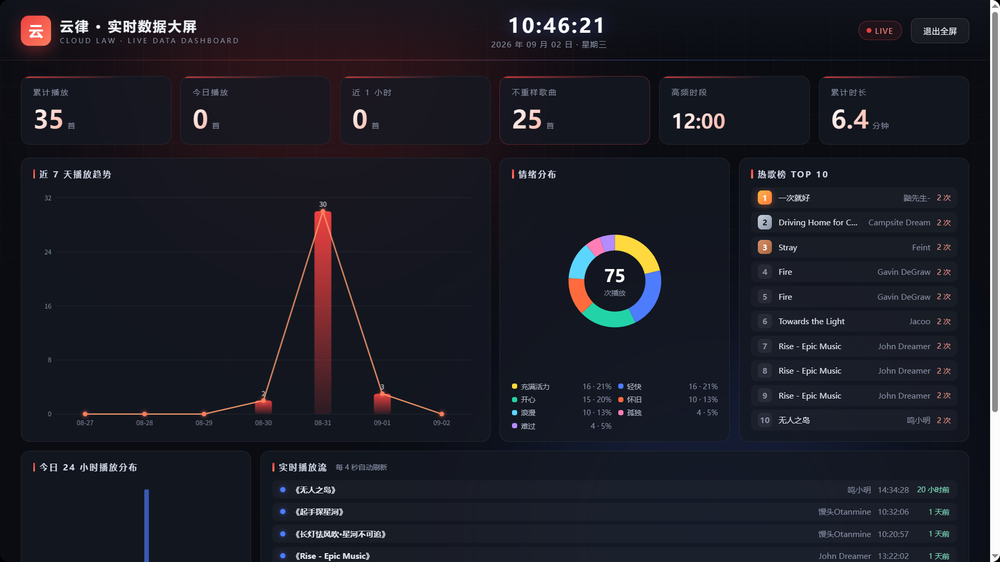 云
云律 · 实时数据大屏
CLOUD LAW · LIVE DATA DASHBOARD
10:46:21
2026 年 09 月 02 日 · 星期三
LIVE
退出全屏
累计播放
35 首
今日播放
0 首
近 1 小时
0 首
不重样歌曲
25 首
高频时段
12:00
累计时长
6.4 分钟
近 7 天播放趋势
32
24
16
8
0
30
2
3
08-27 08-28 08-29 08-30 08-31 09-01 09-02
情绪分布
75
次播放
充满活力 16 · 21% 轻快 16 · 21%
开心 15 · 20% 怀旧 10 · 13%
浪漫 10 · 13% 孤独 4 · 5%
难过 4 · 5%
热歌榜 TOP 10
1 一次就好 鼬先生- 2 次
2 Driving Home for C... Campsite Dream 2 次
3 Stray Feint 2 次
4 Fire Gavin DeGraw 2 次
5 Fire Gavin DeGraw 2 次
6 Towards the Light Jacoo 2 次
7 Rise - Epic Music John Dreamer 2 次
8 Rise - Epic Music John Dreamer 2 次
9 Rise - Epic Music John Dreamer 2 次
10 无人之岛 鸣小明 2 次
今日 24 小时播放分布
实时播放流 每 4 秒自动刷新
《无人之岛》 鸣小明 14:34:28 20 小时前
《起手探星河》 馒头Otanmine 10:32:06 1 天前
《长灯怯风吹•星河不可追》 馒头Otanmine 10:20:57 1 天前
《Rise - Epic Music》 John Dreamer 13:22:02 1 天前